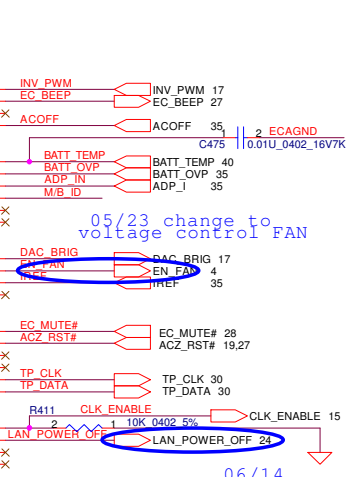 INV_PWM INV_PWM 17
EC_BEEP EC_BEEP 27
ACOFF ACOFF 35
1 2 ECAGND
C475 0.01U_0402_16V7K
BATT_TEMP BATT_TEMP 40
BATT_OVP BATT_OVP 35
ADP_IN ADP_I 35
M/B_ID
05/23 change to
voltage control FAN
DAC_BRIG DAC_BRIG 17
EN_FAN EN_FAN 4
IREF IREF 35
EC_MUTE# EC_MUTE# 28
ACZ_RST# ACZ_RST# 19,27
TP_CLK TP_CLK 30
TP_DATA TP_DATA 30
R411 CLK_ENABLE CLK_ENABLE 15
2 1 10K_0402_5%
LAN_POWER_OFF LAN_POWER_OFF 24
06/14